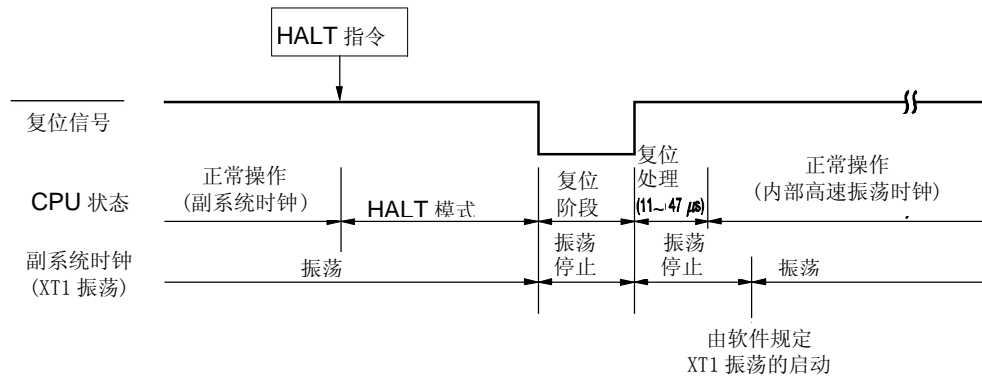 HALT 指令
复位信号
CPU 状态
正常操作
(副系统时钟)
HALT 模式
复位
阶段
复位
处理
(11~47 µs)
正常操作
(内部高速振荡时钟)
副系统时钟
(XT1 振荡)
振荡
振荡
停止
振荡
停止
振荡
由软件规定
XT1 振荡的启动